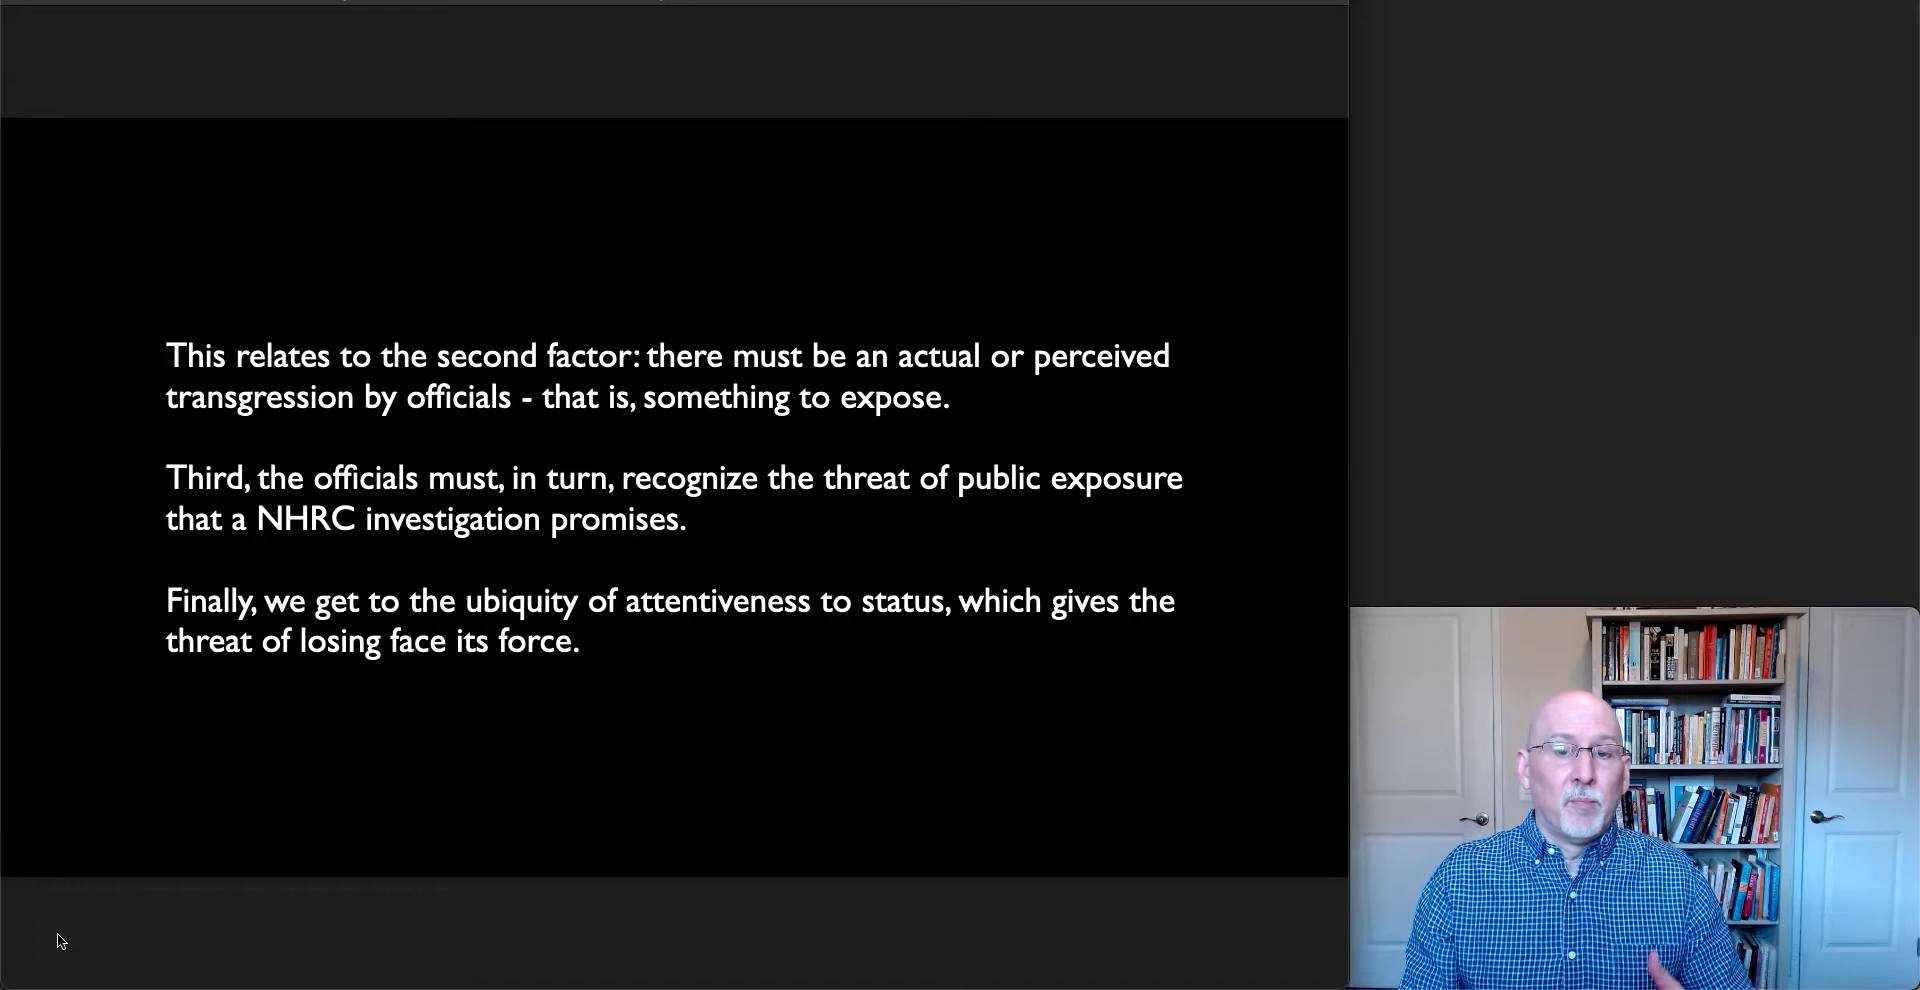 This relates to the second factor: there must be an actual or perceived
transgression by officials - that is, something to expose.
Third, the officials must, in turn, recognize the threat of public exposure
that a NHRC investigation promises.
Finally, we get to the ubiquity of attentiveness to status, which gives the
threat of losing face its force.